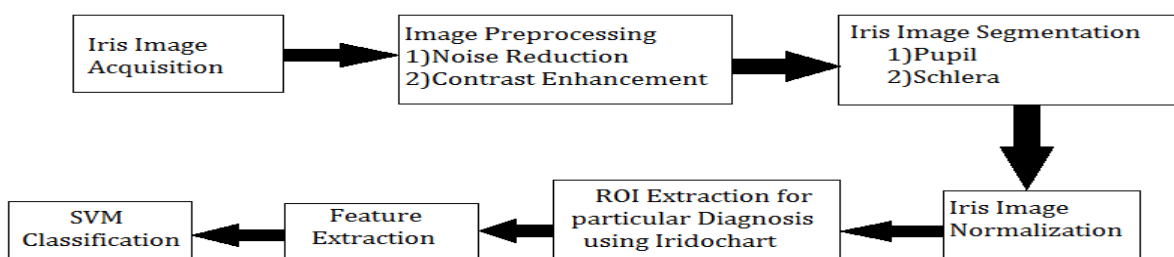 Iris Image
Acquisition
Image Preprocessing
1)Noise Reduction
2)Contrast Enhancement
Iris Image Segmentation
1)Pupil
2)Schlera
Iris Image
Normalization
ROI Extraction for
particular Diagnosis
using Iridochart
Feature
Extraction
SVM
Classification